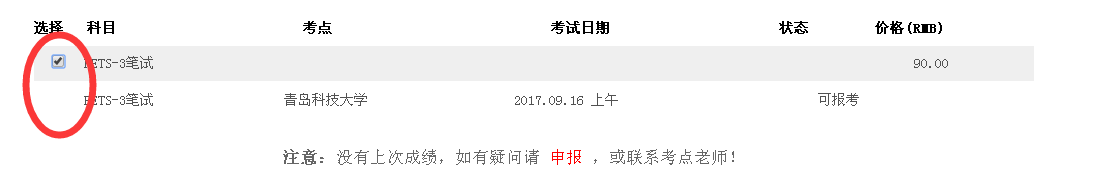 选择 科目 考点 考试日期 状态 价格(RMB)
PETS-3笔试 90.00
PETS-3笔试 青岛科技大学 2017.09.16 上午 可报考
注意：没有上次成绩，如有疑问请 申报 ，或联系考点老师！